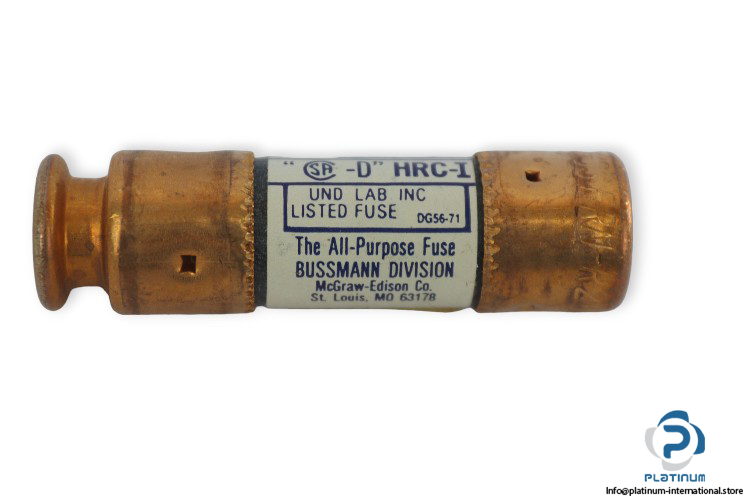 " SA -D" HRC-I
UND LAB INC
LISTED FUSE DG56-71
The All-Purpose Fuse
BUSSMANN DIVISION
McGraw-Edison Co.
St. Louis, MO 63178
PLATINUM
Info@platinum-international.store